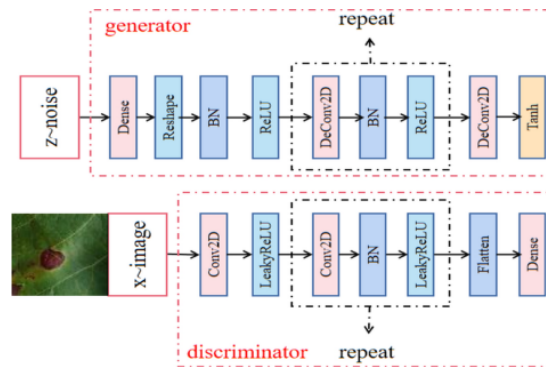 generator
repeat
z~noise
Dense
Reshape
BN
ReLU
DeConv2D
BN
ReLU
DeConv2D
Tanh
x~image
Conv2D
LeakyReLU
Conv2D
BN
LeakyReLU
Flatten
Dense
discriminator
repeat